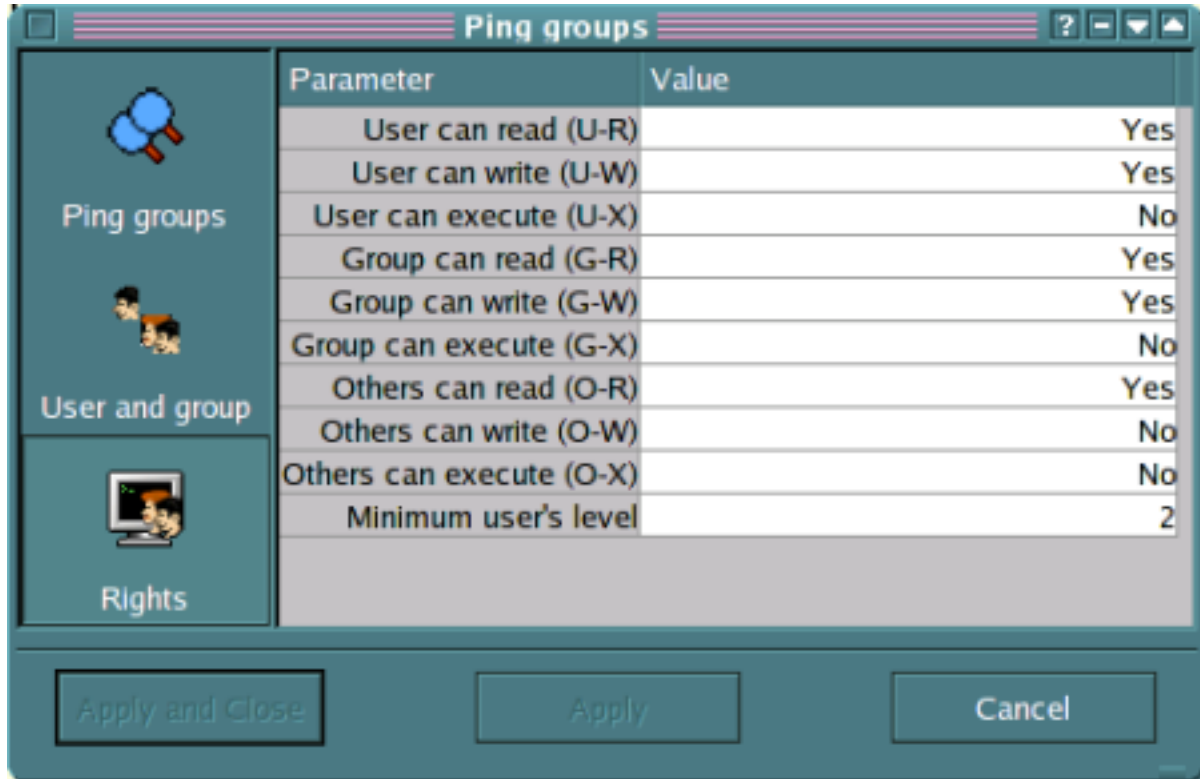 Ping groups
?
Parameter Value
User can read (U-R) Yes
User can write (U-W) Yes
User can execute (U-X) No
Group can read (G-R) Yes
Group can write (G-W) Yes
Group can execute (G-X) No
Others can read (O-R) Yes
Others can write (O-W) No
Others can execute (O-X) No
Minimum user's level 2
Ping groups
User and group
Rights
Apply and Close
Apply
Cancel